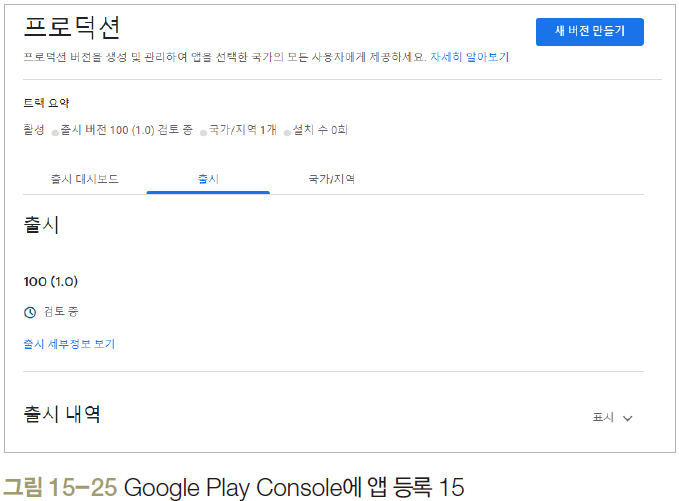 프로덕션
새 버전 만들기
프로덕션 버전을 생성 및 관리하여 앱을 선택한 국가의 모든 사용자에게 제공하세요. 자세히 알아보기
트랙 요약
활성 출시 버전 100 (1.0) 검토 중 국가/지역 1개 설치 수 0회
출시 대시보드 출시 국가/지역
출시
100 (1.0)
검토 중
출시 세부정보 보기
출시 내역
표시
그림 15-25 Google Play Console에 앱 등록 15